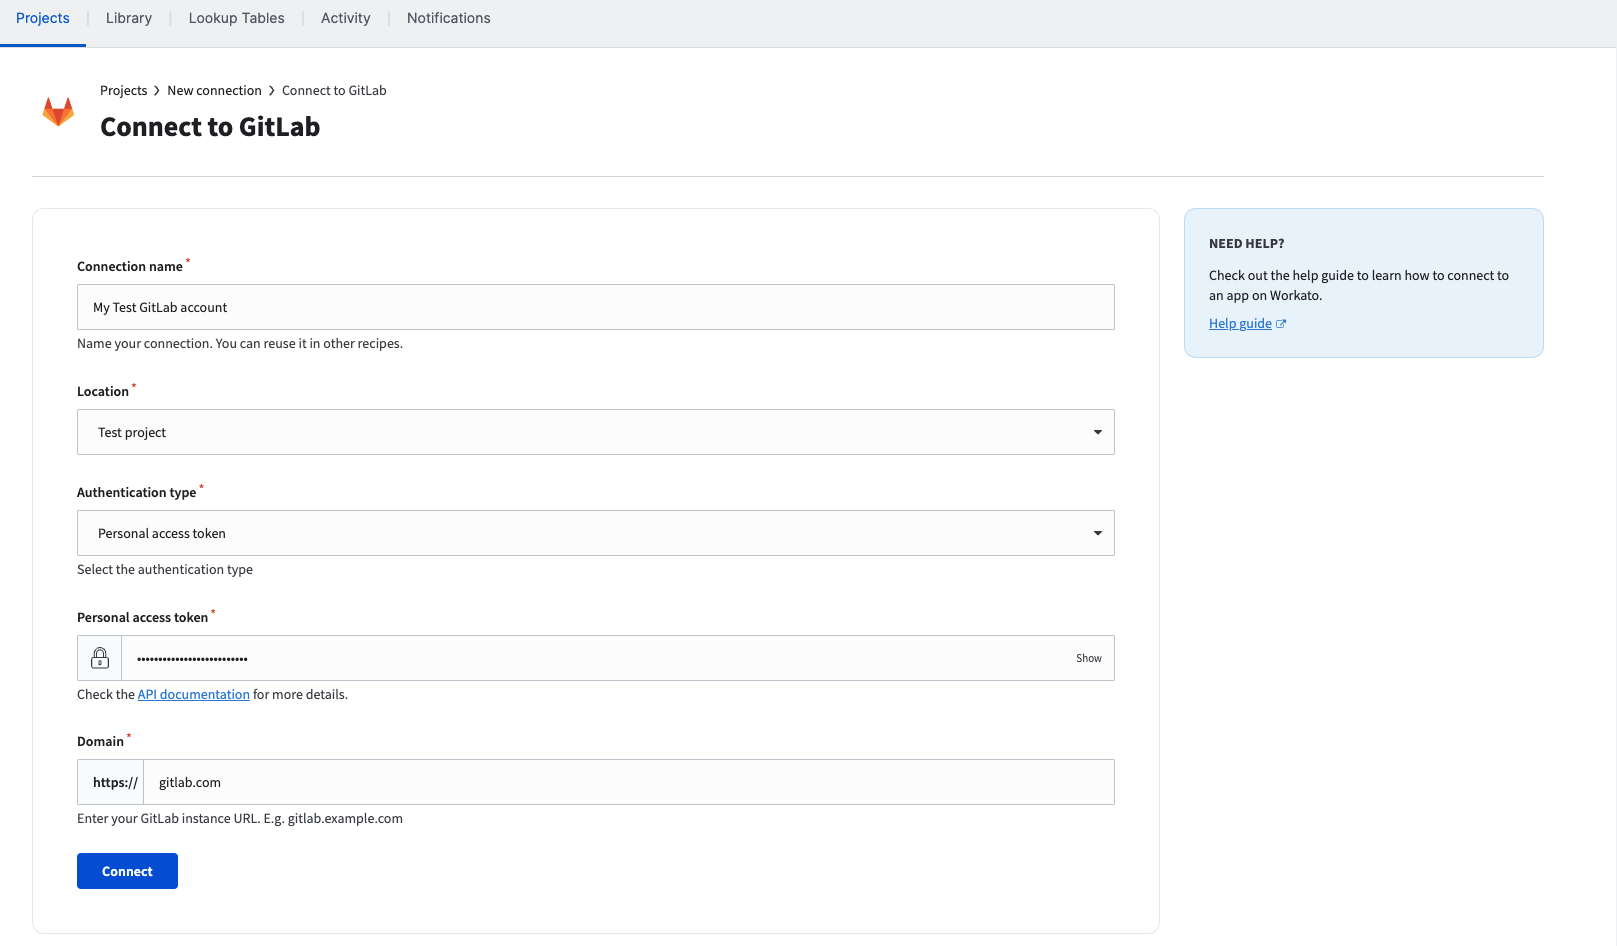 Projects | Library | Lookup Tables | Activity | Notifications
Projects > New connection > Connect to GitLab
Connect to GitLab
Connection name *
My Test GitLab account
Name your connection. You can reuse it in other recipes.
Location *
Test project
Authentication type *
Personal access token
Select the authentication type
Personal access token *
•••••••••••••••••••••••••• Show
Check the API documentation for more details.
Domain *
https:// gitlab.com
Enter your GitLab instance URL. E.g. gitlab.example.com
Connect
NEED HELP?
Check out the help guide to learn how to connect to
an app on Workato.
Help guide